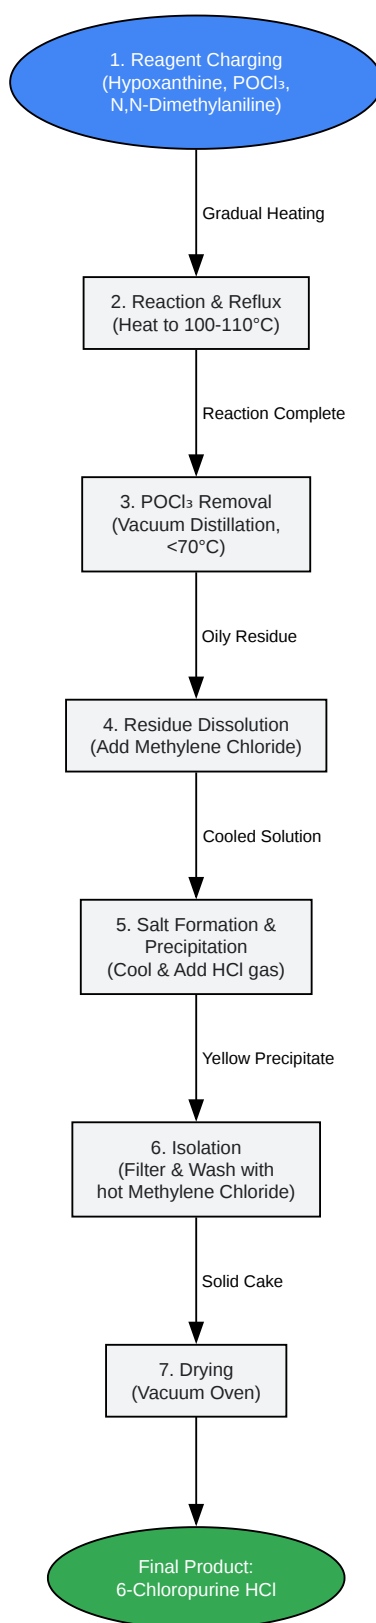 1. Reagent Charging
(Hypoxanthine, POCl₃,
N,N-Dimethylaniline)
Gradual Heating
2. Reaction & Reflux
(Heat to 100-110°C)
Reaction Complete
3. POCl₃ Removal
(Vacuum Distillation,
<70°C)
Oily Residue
4. Residue Dissolution
(Add Methylene Chloride)
Cooled Solution
5. Salt Formation &
Precipitation
(Cool & Add HCl gas)
Yellow Precipitate
6. Isolation
(Filter & Wash with
hot Methylene Chloride)
Solid Cake
7. Drying
(Vacuum Oven)
Final Product:
6-Chloropurine HCl